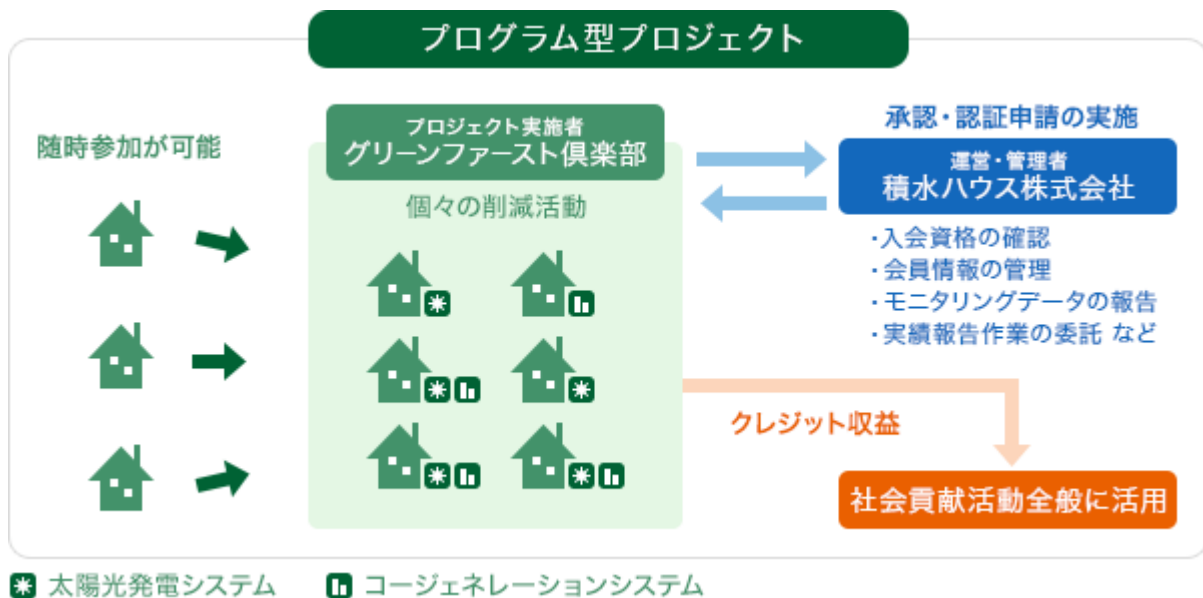 プログラム型プロジェクト
随時参加が可能
プロジェクト実施者
グリーンファースト倶楽部
個々の削減活動
承認・認証申請の実施
運営・管理者
積水ハウス株式会社
・入会資格の確認
・会員情報の管理
・モニタリングデータの報告
・実績報告作業の委託 など
クレジット収益
社会貢献活動全般に活用
太陽光発電システム
コージェネレーションシステム